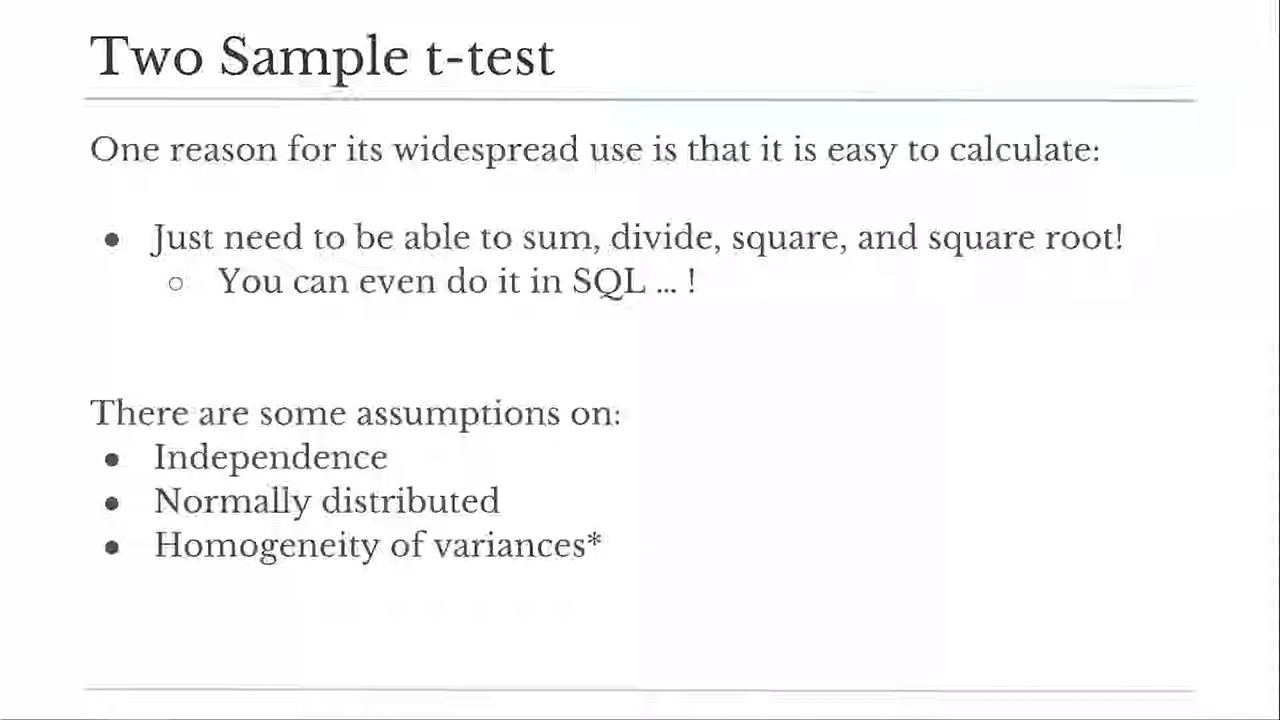 Two Sample t-test
One reason for its widespread use is that it is easy to calculate:
● Just need to be able to sum, divide, square, and square root!
○ You can even do it in SQL ... !
There are some assumptions on:
● Independence
● Normally distributed
● Homogeneity of variances*